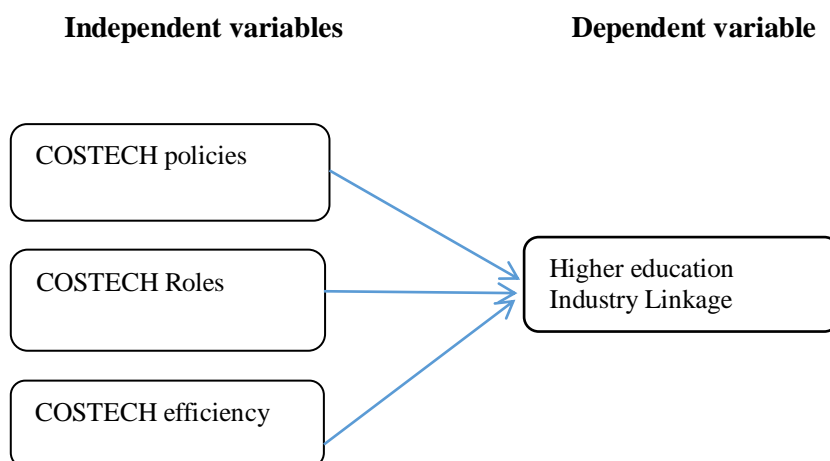 Independent variables
Dependent variable
COSTECH policies
COSTECH Roles
Higher education
Industry Linkage
COSTECH efficiency